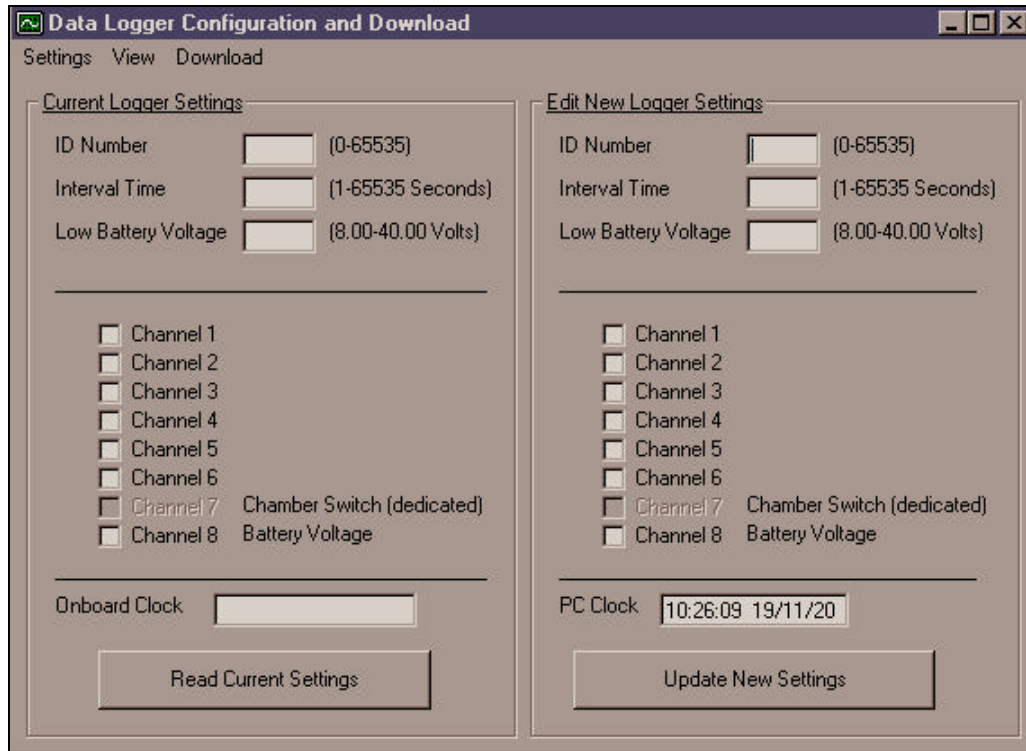 Data Logger Configuration and Download
Settings View Download
Current Logger Settings
ID Number (0-65535)
Interval Time (1-65535 Seconds)
Low Battery Voltage (8.00-40.00 Volts)
Channel 1
Channel 2
Channel 3
Channel 4
Channel 5
Channel 6
Channel 7 Chamber Switch (dedicated)
Channel 8 Battery Voltage
Onboard Clock
Read Current Settings
Edit New Logger Settings
ID Number (0-65535)
Interval Time (1-65535 Seconds)
Low Battery Voltage (8.00-40.00 Volts)
Channel 1
Channel 2
Channel 3
Channel 4
Channel 5
Channel 6
Channel 7 Chamber Switch (dedicated)
Channel 8 Battery Voltage
PC Clock 10:26:09 19/11/20
Update New Settings